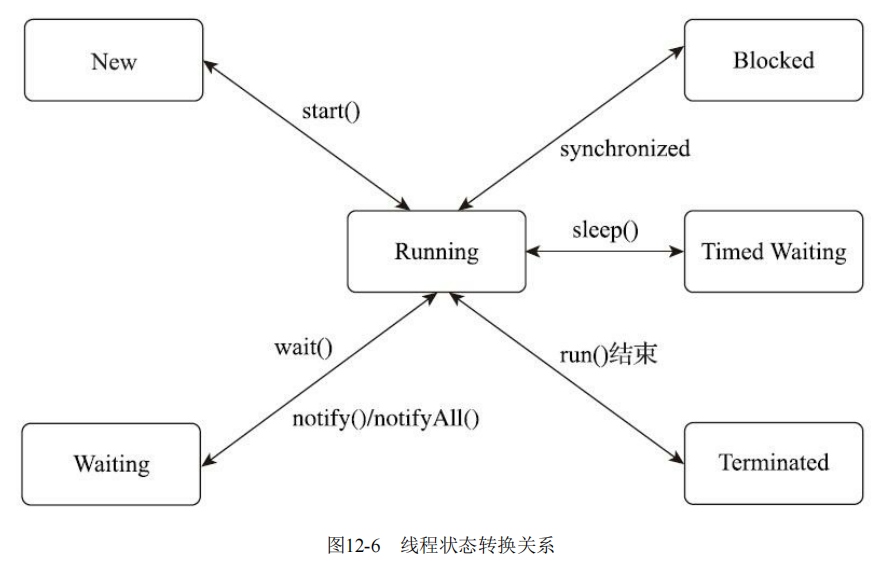 New
Blocked
start()
synchronized
Running
sleep()
Timed Waiting
wait()
run()结束
notify()/notifyAll()
Waiting
Terminated
图12-6 线程状态转换关系